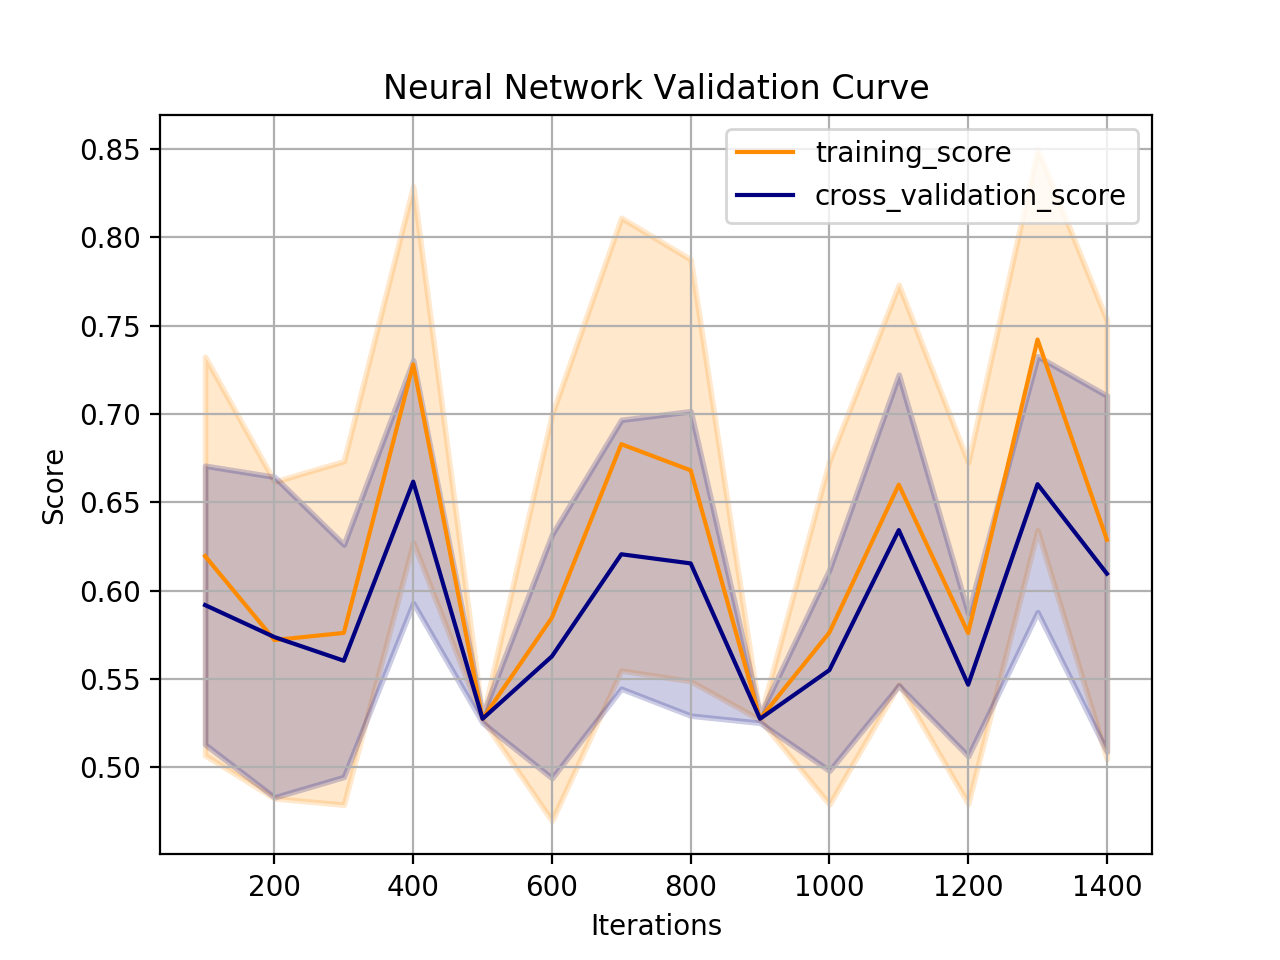 Neural Network Validation Curve
training_score
cross_validation_score
0.85
0.80
0.75
0.70
0.65
0.60
0.55
0.50
Score
200 400 600 800 1000 1200 1400
Iterations